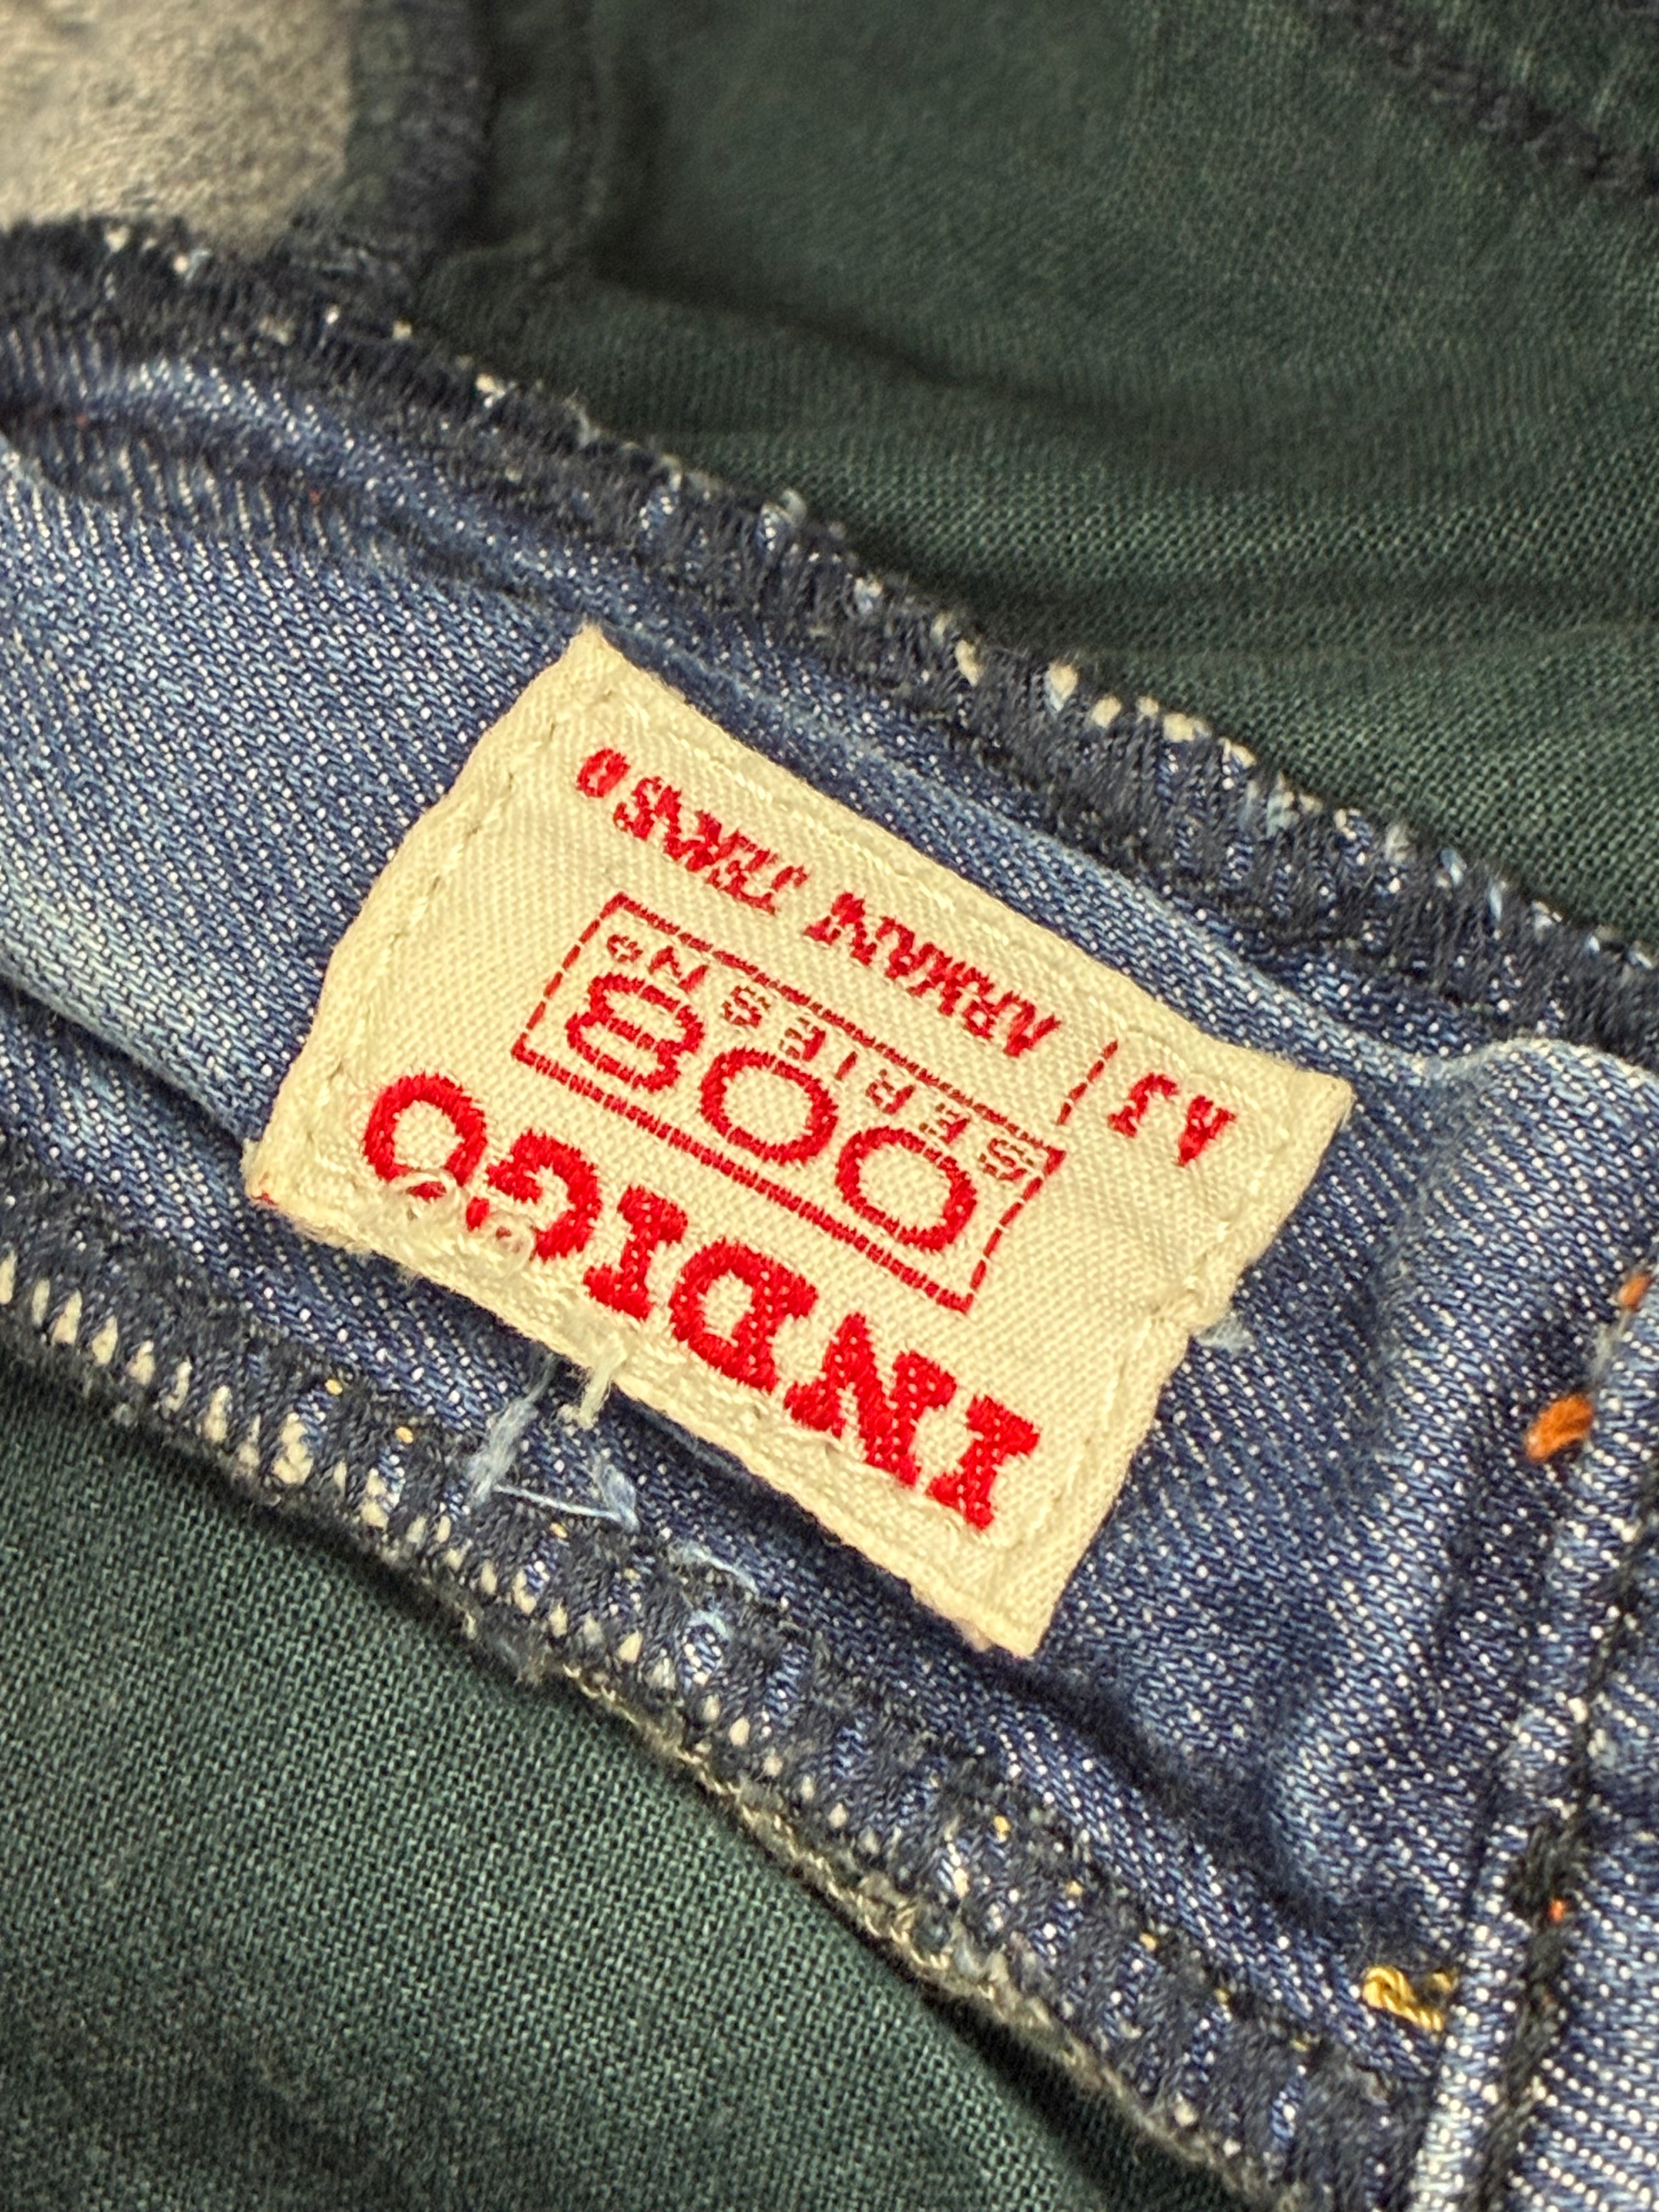 INDIGO
008
SERIES Nº
AJ | ARMANI JEANS